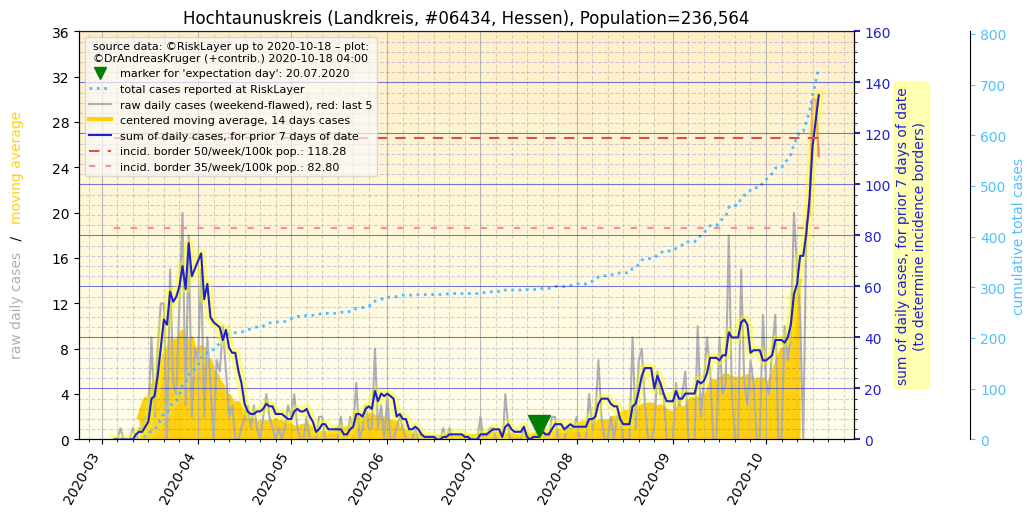 Hochtaunuskreis (Landkreis, #06434, Hessen), Population=236,564
source data: ©RiskLayer up to 2020-10-18 – plot:
©DrAndreasKruger (+contrib.) 2020-10-18 04:00
marker for 'expectation day': 20.07.2020
total cases reported at RiskLayer
raw daily cases (weekend-flawed), red: last 5
centered moving average, 14 days cases
sum of daily cases, for prior 7 days of date
incid. border 50/week/100k pop.: 118.28
incid. border 35/week/100k pop.: 82.80
raw daily cases / moving average
36
32
28
24
20
16
12
8
4
0
2020-03
2020-04
2020-05
2020-06
2020-07
2020-08
2020-09
2020-10
160
140
120
100
80
60
40
20
0
sum of daily cases, for prior 7 days of date
(to determine incidence borders)
800
700
600
500
400
300
200
100
0
cumulative total cases